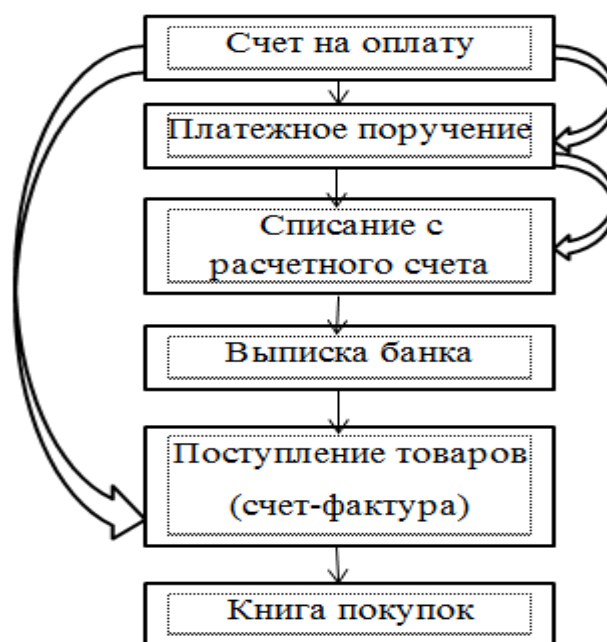 Счет на оплату
Платежное поручение
Списание с
расчетного счета
Выписка банка
Поступление товаров
(счет-фактура)
Книга покупок